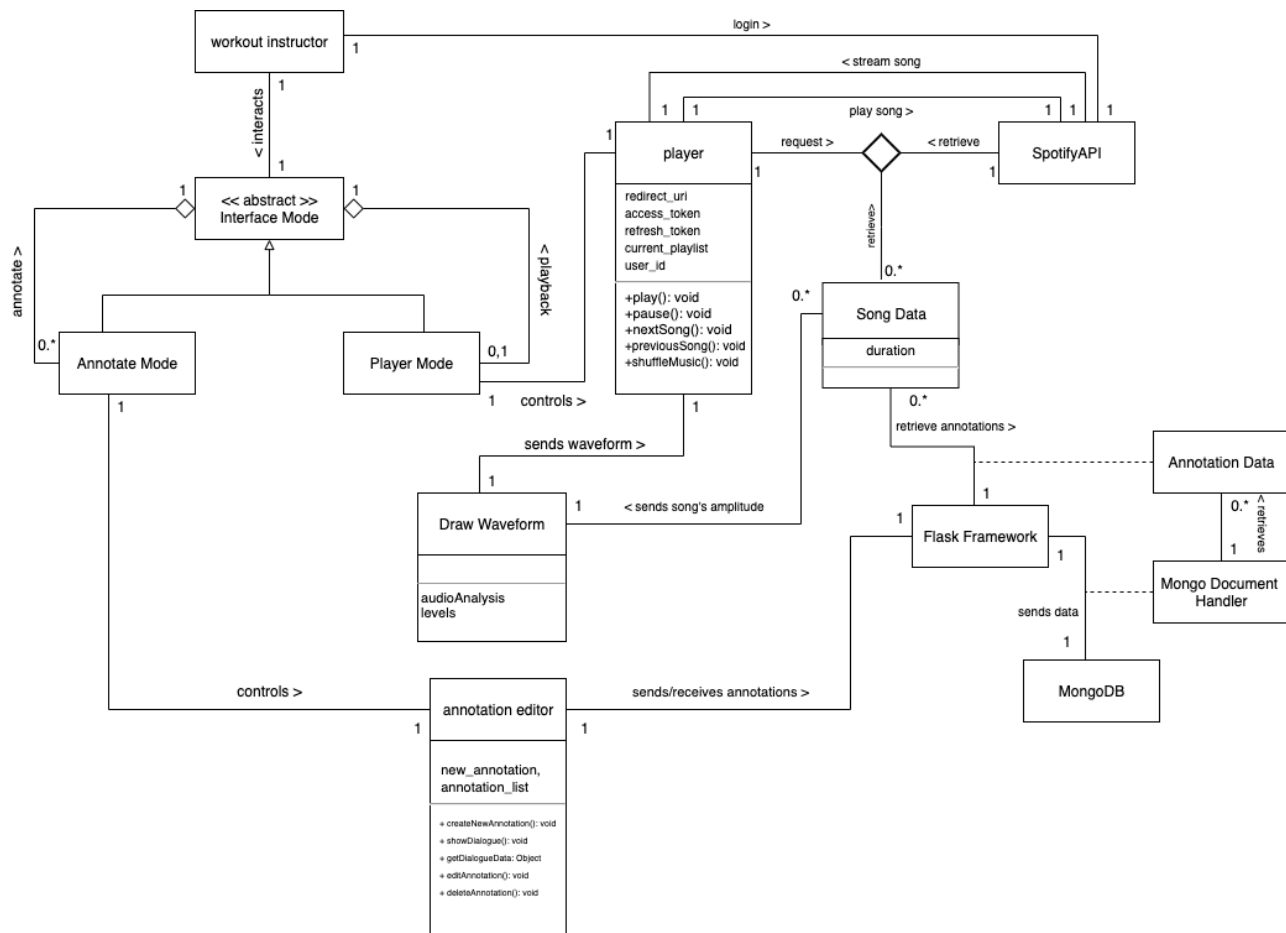 workout instructor
1
login >
1
< stream song
< interacts
1
1
1
1
1
1
play song >
1
player
request >
1
< retrieve
1
SpotifyAPI
1
<< abstract >>
Interface Mode
1
redirect_uri
access_token
refresh_token
current_playlist
user_id
retrieve>
annotate >
< playback
0.*
+play(): void
+pause(): void
+nextSong(): void
+previousSong(): void
+shuffleMusic(): void
0.*
Song Data
duration
0.*
Annotate Mode
1
0,1
Player Mode
1
controls >
1
0.*
retrieve annotations >
sends waveform >
Annotation Data
0.*
< retrieves
1
1
1
Draw Waveform
1
< sends song's amplitude
1
Flask Framework
1
Mongo Document
Handler
audioAnalysis
levels
sends data
1
MongoDB
controls >
1
annotation editor
sends/receives annotations >
1
new_annotation,
annotation_list
+ createNewAnnotation(): void
+ showDialogue(): void
+ getDialogueData: Object
+ editAnnotation(): void
+ deleteAnnotation(): void